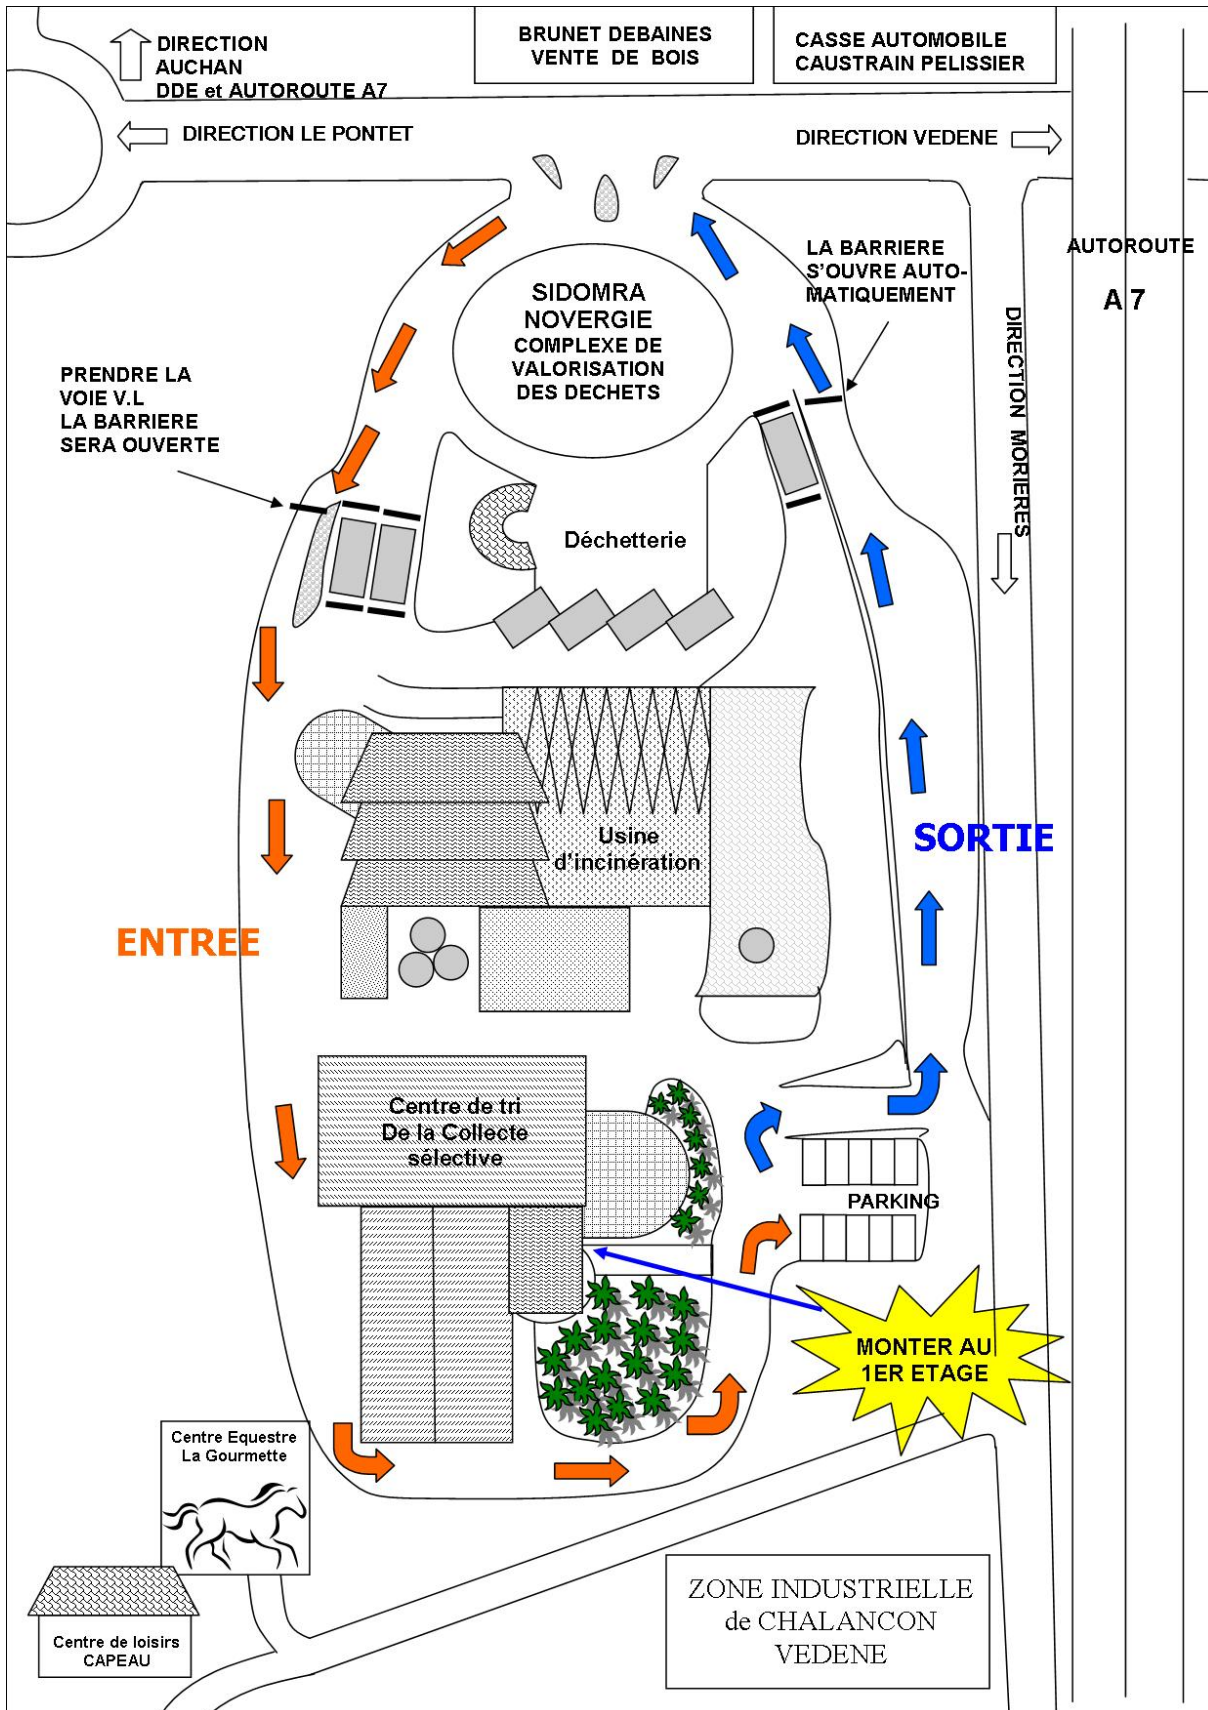 DIRECTION
AUCHAN
DDE et AUTOROUTE A7
BRUNET DEBAINES
VENTE DE BOIS
CASSE AUTOMOBILE
CAUSTRAIN PELISSIER
DIRECTION LE PONTET
DIRECTION VEDENE
LA BARRIERE
S'OUVRE AUTO-
MATIQUEMENT
AUTOROUTE
A 7
SIDOMRA
NOVERGIE
COMPLEXE DE
VALORISATION
DES DECHETS
DIRECTION MORIERES
PRENDRE LA
VOIE V.L
LA BARRIERE
SERA OUVERTE
Déchetterie
Usine
d'incinération
SORTIE
ENTREE
Centre de tri
De la Collecte
sélective
PARKING
MONTER AU
1ER ETAGE
Centre Equestre
La Gourmette
Centre de loisirs
CAPEAU
ZONE INDUSTRIELLE
de CHALANCON
VEDENE